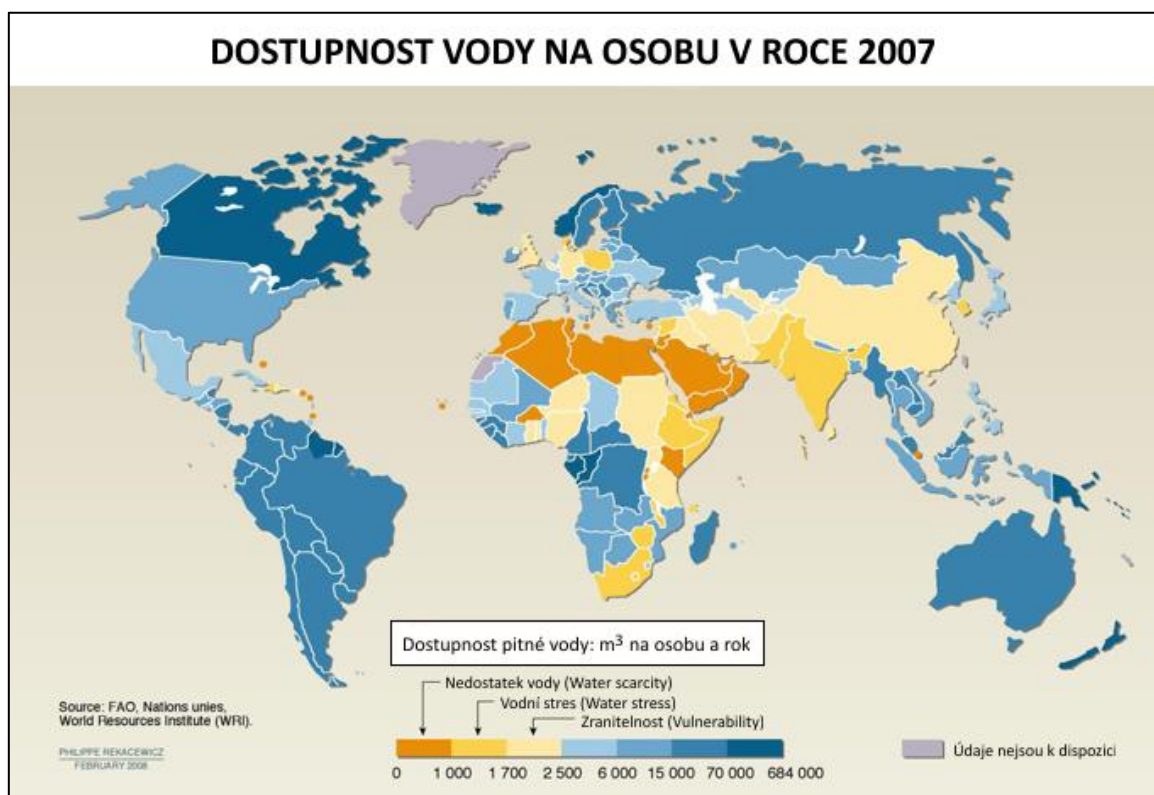 DOSTUPNOST VODY NA OSOBU V ROCE 2007
Dostupnost pitné vody: m³ na osobu a rok
Nedostatek vody (Water scarcity)
Vodní stres (Water stress)
Zranitelnost (Vulnerability)
0 1 000 1 700 2 500 6 000 15 000 70 000 684 000
Source: FAO, Nations unies,
World Resources Institute (WRI).
PHILIPPE REKACEWICZ
FEBRUARY 2008
Údaje nejsou k dispozici